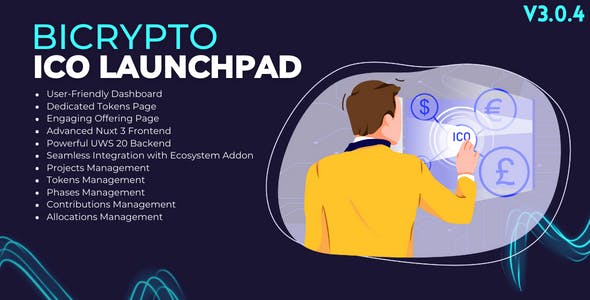 V3.0.4
BICRYPTO
ICO LAUNCHPAD
User-Friendly Dashboard
Dedicated Tokens Page
Engaging Offering Page
Advanced Nuxt 3 Frontend
Powerful UWS 20 Backend
Seamless Integration with Ecosystem Addon
Projects Management
Tokens Management
Phases Management
Contributions Management
Allocations Management
$
€
ICO
£